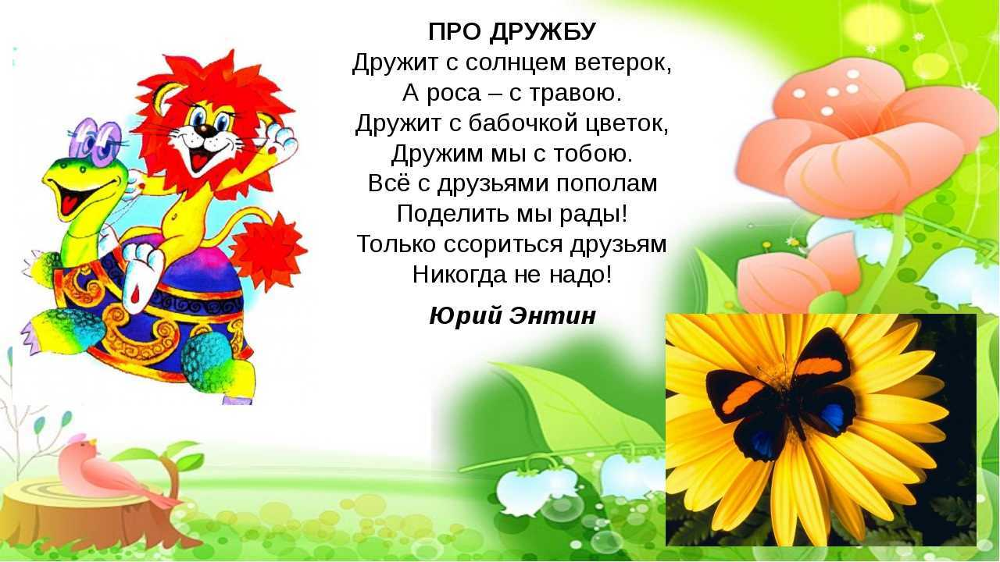 ПРО ДРУЖБУ
Дружит с солнцем ветерок,
А роса – с травою.
Дружит с бабочкой цветок,
Дружим мы с тобою.
Всё с друзьями пополам
Поделить мы рады!
Только ссориться друзьям
Никогда не надо!
Юрий Энтин